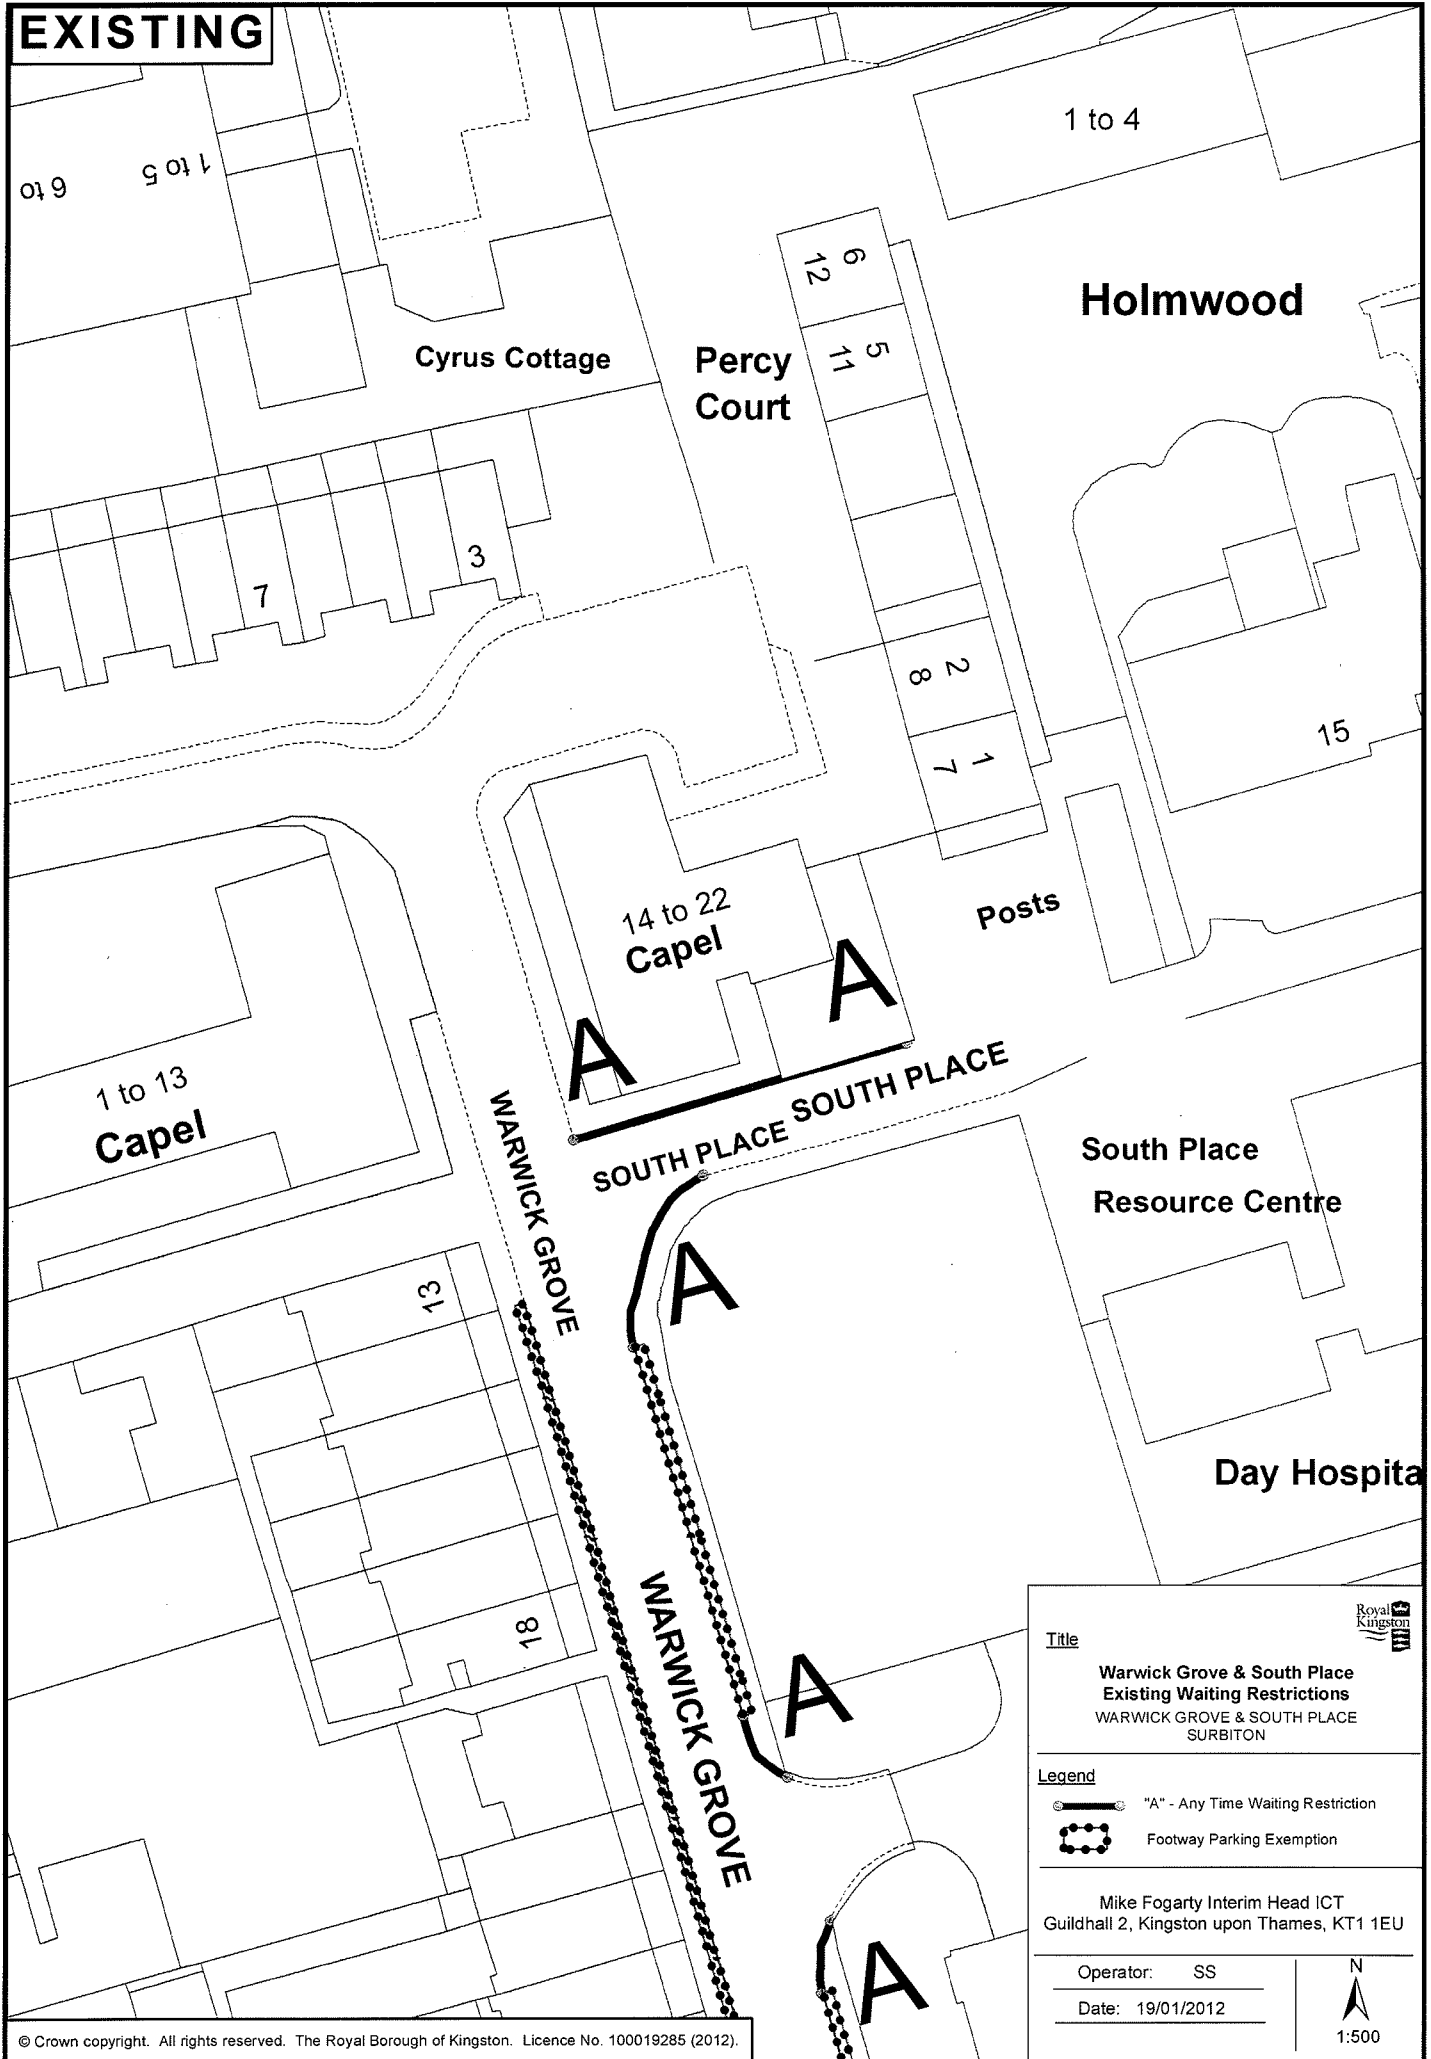 EXISTING
1 to 4
6 to
1 to 5
6
12
Holmwood
Cyrus Cottage
Percy
Court
5
11
3
7
2
8
1
7
15
14 to 22
Capel
Posts
A
A
1 to 13
Capel
SOUTH PLACE
SOUTH PLACE
WARWICK GROVE
South Place
Resource Centre
A
13
Day Hospita
18
WARWICK GROVE
A
A
Royal
Kingston
Title
Warwick Grove & South Place
Existing Waiting Restrictions
WARWICK GROVE & SOUTH PLACE
SURBITON
Legend
"A" - Any Time Waiting Restriction
Footway Parking Exemption
Mike Fogarty Interim Head ICT
Guildhall 2, Kingston upon Thames, KT1 1EU
Operator: SS
Date: 19/01/2012
N
1:500
© Crown copyright. All rights reserved. The Royal Borough of Kingston. Licence No. 100019285 (2012).